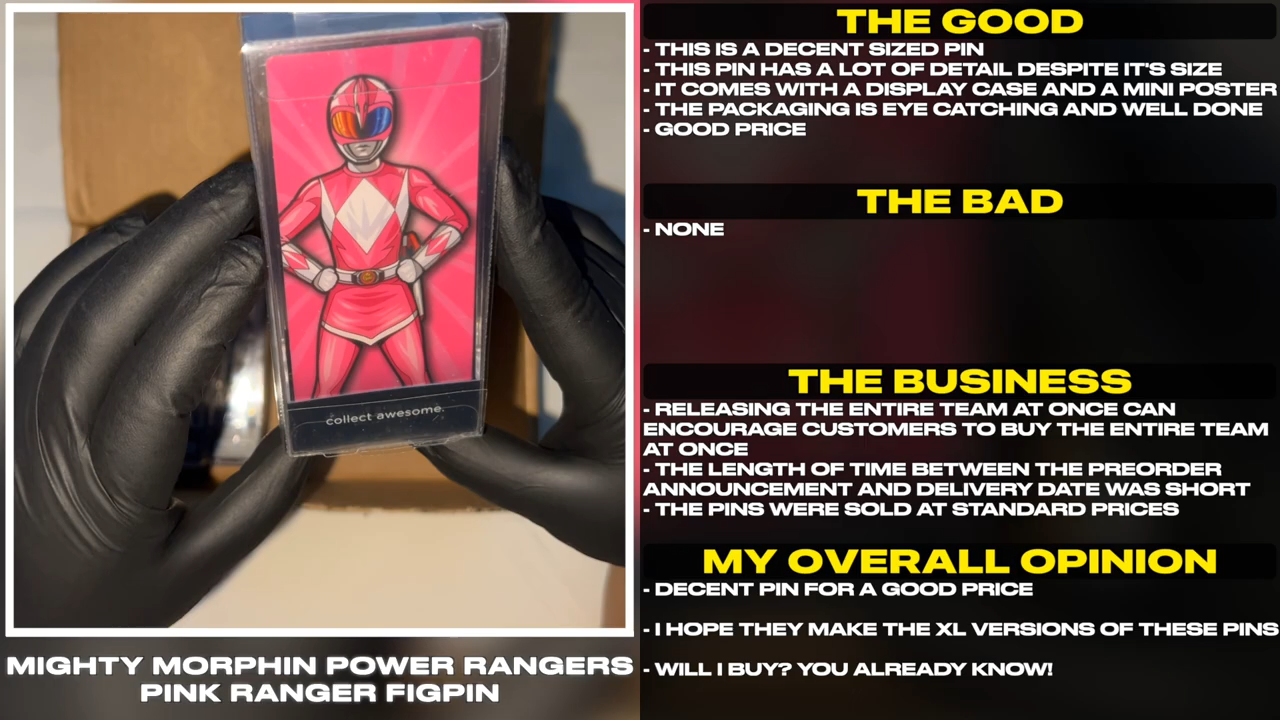 collect awesome.
MIGHTY MORPHIN POWER RANGERS
PINK RANGER FIGPIN
THE GOOD
- THIS IS A DECENT SIZED PIN
- THIS PIN HAS A LOT OF DETAIL DESPITE IT'S SIZE
- IT COMES WITH A DISPLAY CASE AND A MINI POSTER
- THE PACKAGING IS EYE CATCHING AND WELL DONE
- GOOD PRICE
THE BAD
- NONE
THE BUSINESS
- RELEASING THE ENTIRE TEAM AT ONCE CAN
ENCOURAGE CUSTOMERS TO BUY THE ENTIRE TEAM
AT ONCE
- THE LENGTH OF TIME BETWEEN THE PREORDER
ANNOUNCEMENT AND DELIVERY DATE WAS SHORT
- THE PINS WERE SOLD AT STANDARD PRICES
MY OVERALL OPINION
- DECENT PIN FOR A GOOD PRICE
- I HOPE THEY MAKE THE XL VERSIONS OF THESE PINS
- WILL I BUY? YOU ALREADY KNOW!